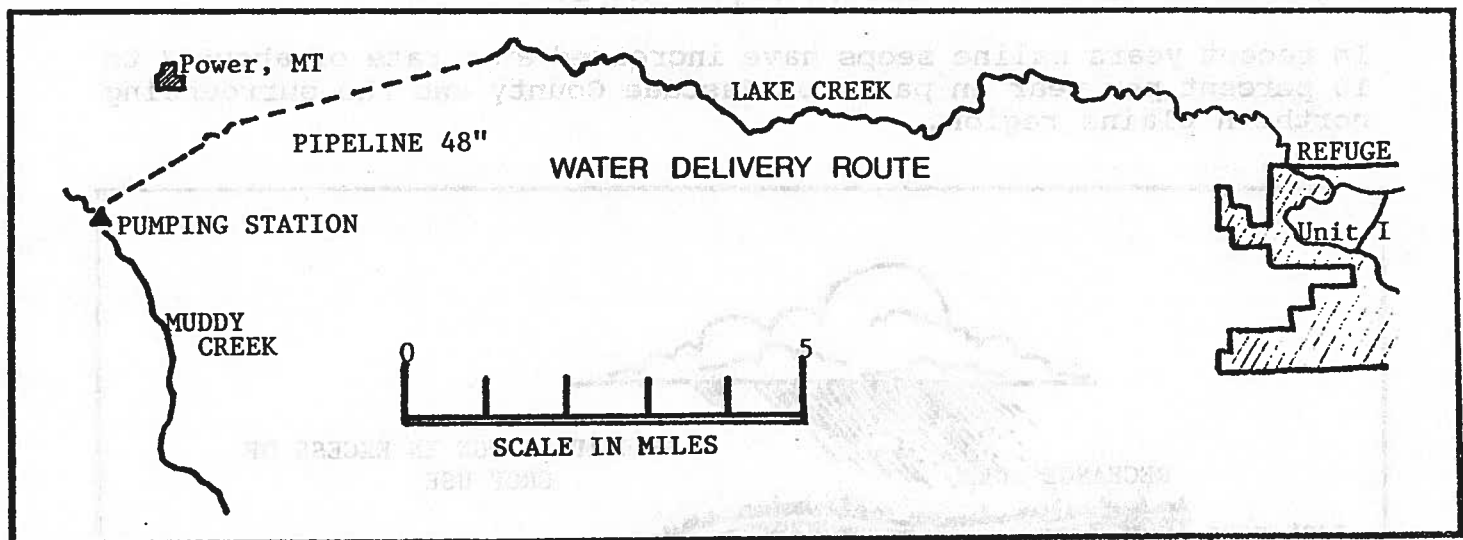 Power, MT
LAKE CREEK
PIPELINE 48"
REFUGE
WATER DELIVERY ROUTE
PUMPING STATION
Unit I
MUDDY
CREEK
0 5
SCALE IN MILES